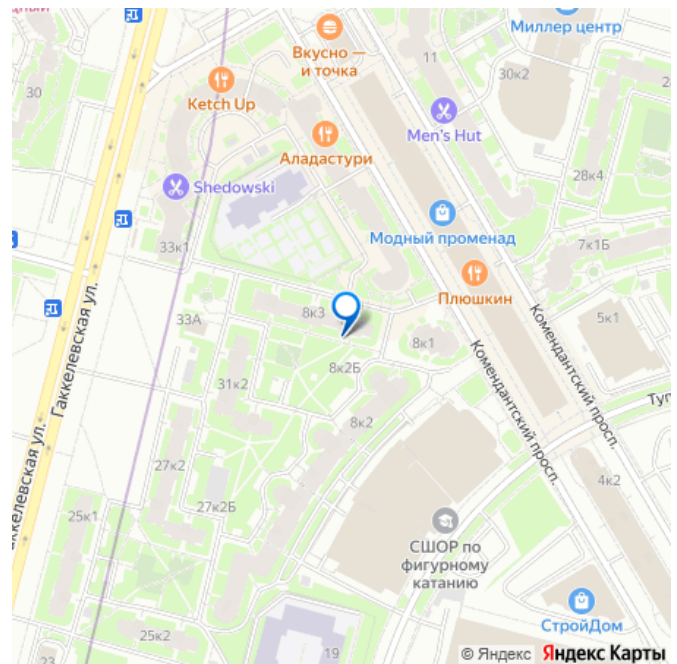 Миллер центр
Вкусно —
и точка
11
30к2
30
Ketch Up
Men's Hut
Аладастури
28к4
Shedowski
Модный променад
33к1
7к1Б
Плюшкин
8к3
33А
5к1
8к1
Гаккелевская ул.
Комендантский просп.
Комендантский просп.
8к2Б
31к2
8к2
27к2
4к2
27к2Б
25к1
СШОР по
фигурному
катанию
СтройДом
25к2
19
23
© Яндекс Яндекс Карты